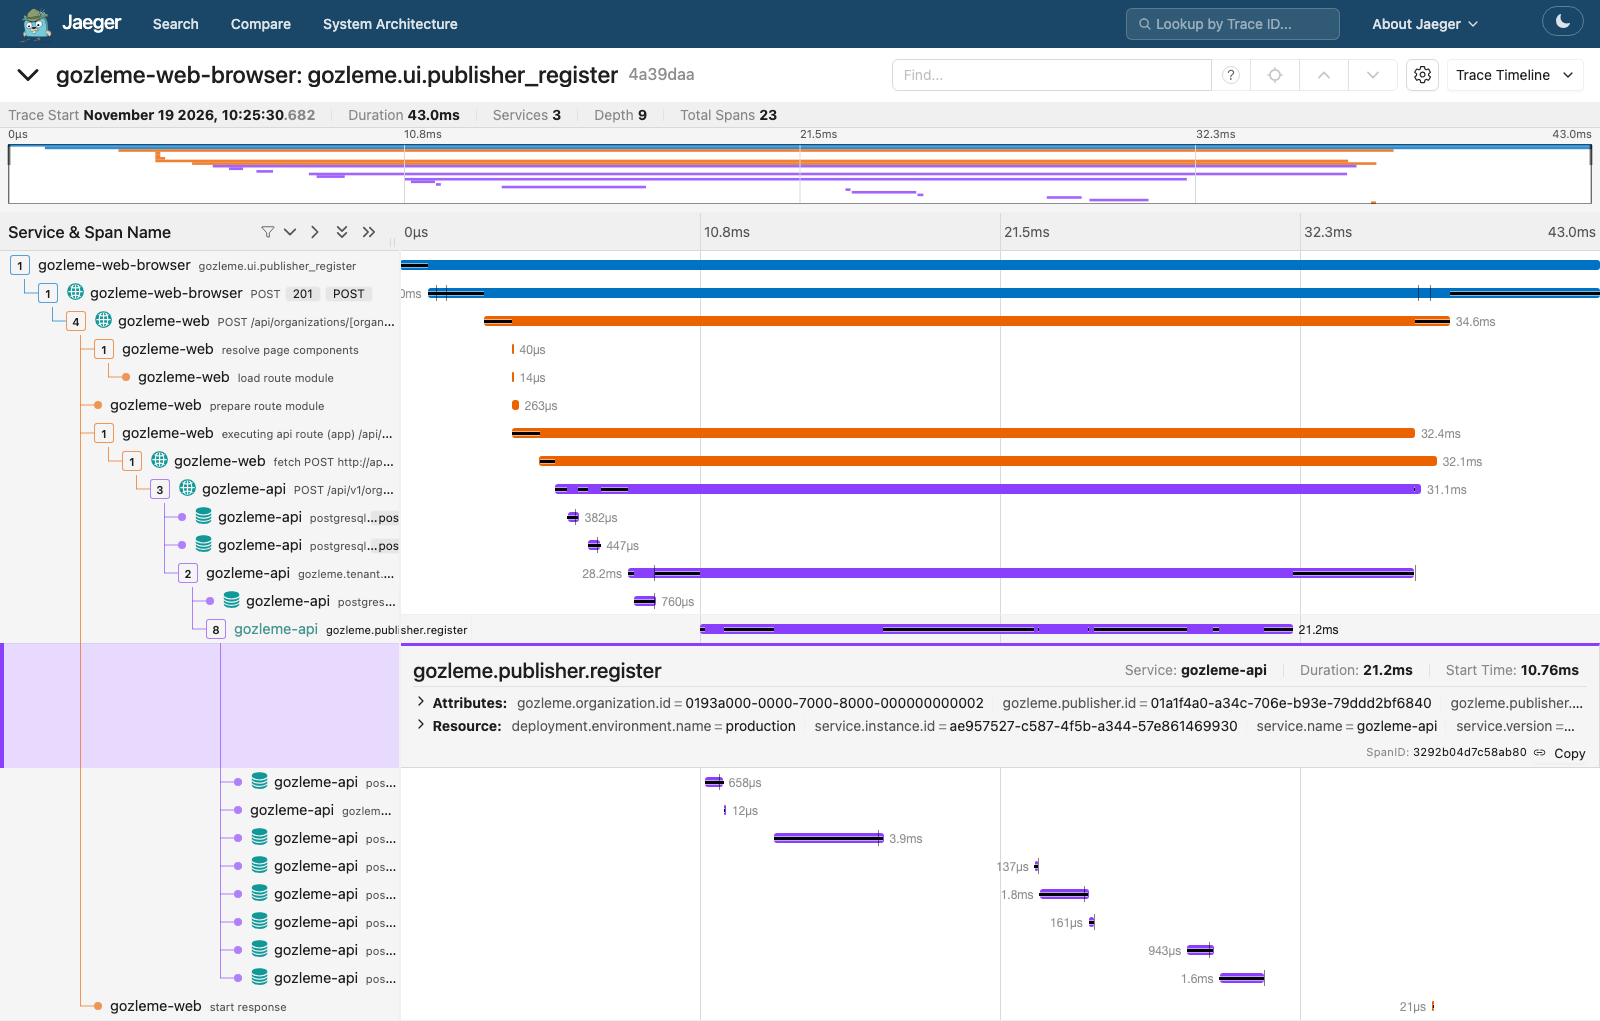 Jaeger Search Compare System Architecture Lookup by Trace ID... About Jaeger
gozleme-web-browser: gozleme.ui.publisher_register 4a39daa Find... ? Trace Timeline
Trace Start November 19 2026, 10:25:30.682 Duration 43.0ms Services 3 Depth 9 Total Spans 23
0μs 10.8ms 21.5ms 32.3ms 43.0ms
Service & Span Name 0μs 10.8ms 21.5ms 32.3ms 43.0ms
1 gozleme-web-browser gozleme.ui.publisher_register
1 gozleme-web-browser POST 201 POST 0ms
4 gozleme-web POST /api/organizations/[organ... 34.6ms
1 gozleme-web resolve page components 40μs
gozleme-web load route module 14μs
gozleme-web prepare route module 263μs
1 gozleme-web executing api route (app) /api/... 32.4ms
1 gozleme-web fetch POST http://ap... 32.1ms
3 gozleme-api POST /api/v1/org... 31.1ms
gozleme-api postgresql...pos 382μs
gozleme-api postgresql...pos 447μs
2 gozleme-api gozleme.tenant.... 28.2ms
gozleme-api postgres... 760μs
8 gozleme-api gozleme.publisher.register 21.2ms
gozleme.publisher.register Service: gozleme-api Duration: 21.2ms Start Time: 10.76ms
Attributes: gozleme.organization.id = 0193a000-0000-7000-8000-000000000002 gozleme.publisher.id = 01a1f4a0-a34c-706e-b93e-79ddd2bf6840 gozleme.publisher....
Resource: deployment.environment.name = production service.instance.id = ae957527-c587-4f5b-a344-57e861469930 service.name = gozleme-api service.version =...
SpanID: 3292b04d7c58ab80 Copy
gozleme-api pos... 658μs
gozleme-api gozlem... 12μs
gozleme-api pos... 3.9ms
gozleme-api pos... 137μs
gozleme-api pos... 1.8ms
gozleme-api pos... 161μs
gozleme-api pos... 943μs
gozleme-api pos... 1.6ms
gozleme-web start response 21μs